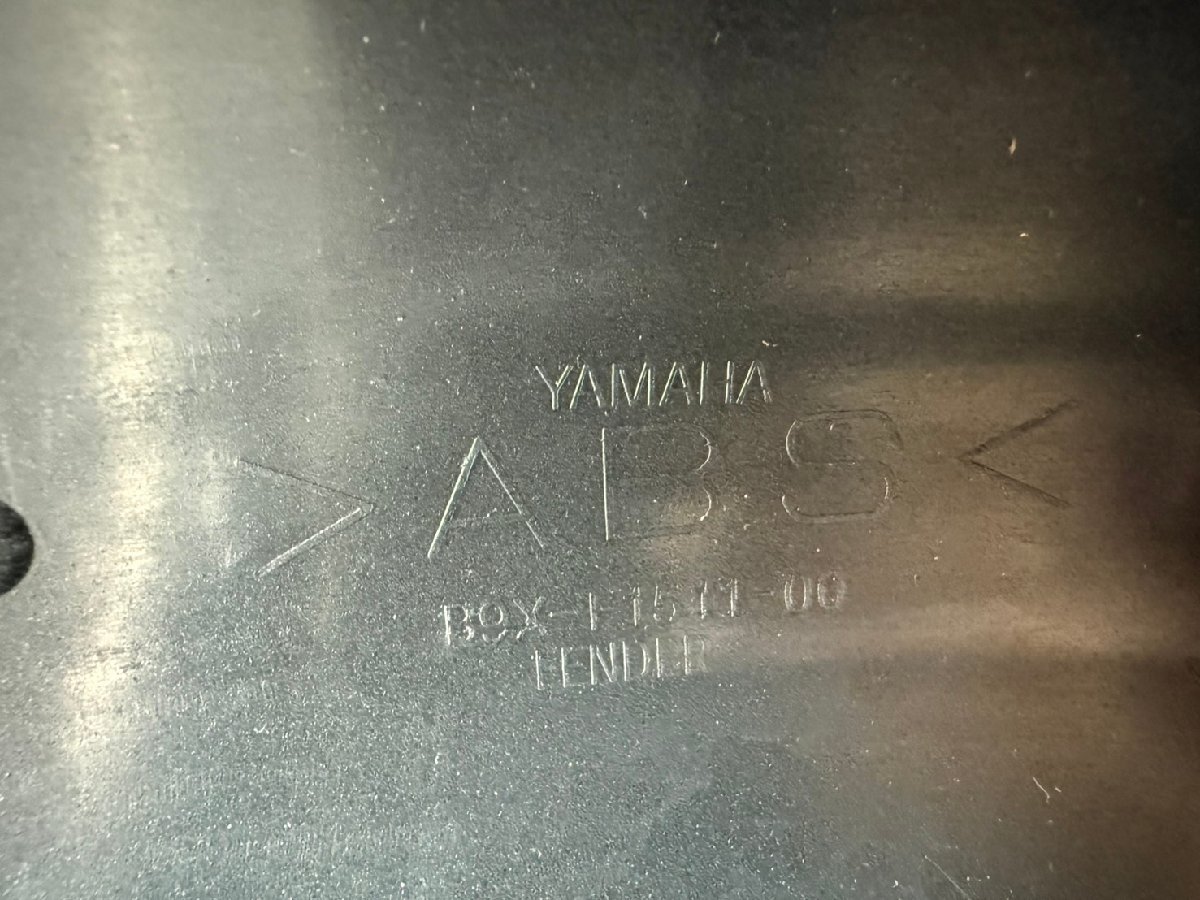 YAMAHA
>ABS<
B9X-F1511-00
FENDER